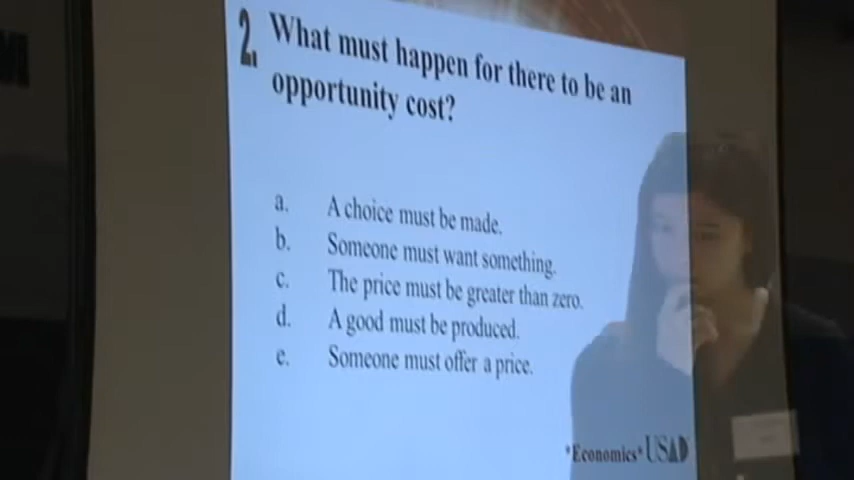 2. What must happen for there to be an
opportunity cost?
a. A choice must be made.
b. Someone must want something.
c. The price must be greater than zero.
d. A good must be produced.
e. Someone must offer a price.
*Economics* USAD